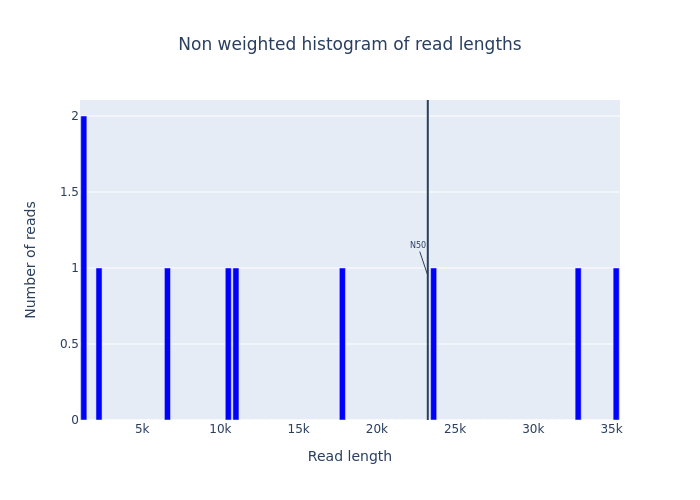 Non weighted histogram of read lengths
Number of reads
2
1.5
1
0.5
0
N50
5k
10k
15k
20k
25k
30k
35k
Read length